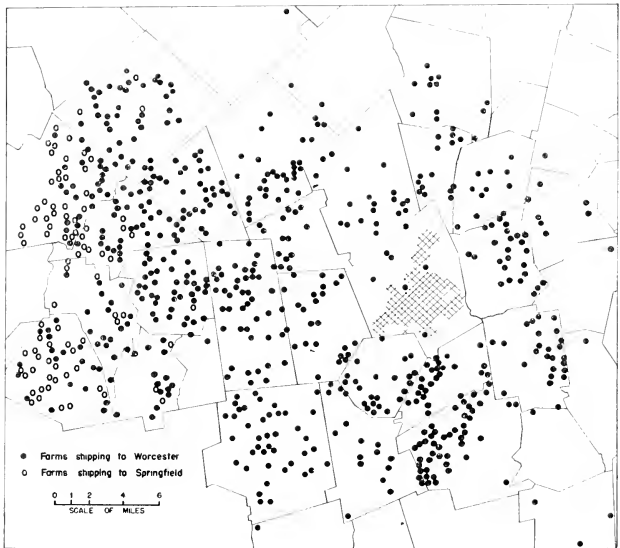 Farms shipping to Worcester
Farms shipping to Springfield
0 1 2 4 6
SCALE OF MILES